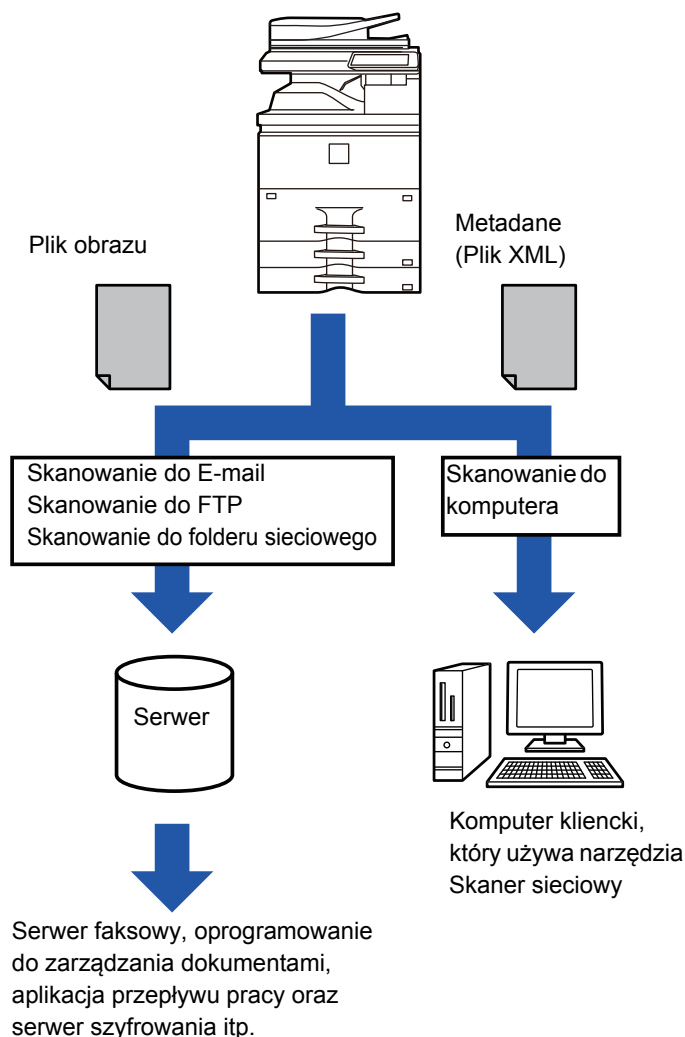 Plik obrazu
Metadane
(Plik XML)
Skanowanie do E-mail
Skanowanie do FTP
Skanowanie do folderu sieciowego
Skanowanie do
komputera
Serwer
Komputer kliencki,
który używa narzędzia
Skaner sieciowy
Serwer faksowy, oprogramowanie
do zarządzania dokumentami,
aplikacja przepływu pracy oraz
serwer szyfrowania itp.